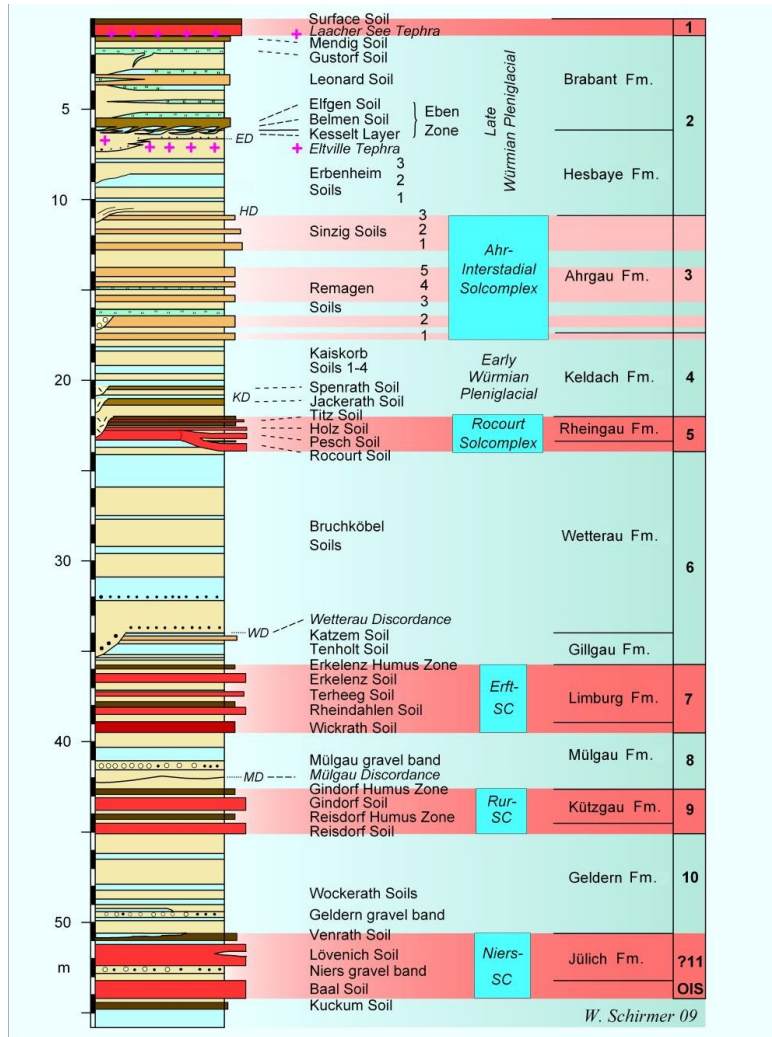 Surface Soil
Laacher See Tephra
1
Mendig Soil
Gustorf Soil
Leonard Soil
Brabant Fm.
5
Elfgen Soil
Belmen Soil
Eben
Zone
Kesselt Layer
ED
Eltville Tephra
Late
Würmian Pleniglacial
2
Erbenheim
Soils
3
2
1
Hesbaye Fm.
10
HD
Sinzig Soils
3
2
1
Remagen
Soils
5
4
3
2
1
Ahr-
Interstadial
Solcomplex
Ahrgau Fm.
3
Kaiskorb
Soils 1-4
Early
Würmian
Pleniglacial
Keldach Fm.
4
20
Spenrath Soil
KD
Jackerath Soil
Titz Soil
Holz Soil
Pesch Soil
Rocourt Soil
Rocourt
Solcomplex
Rheingau Fm.
5
Bruchköbel
Soils
Wetterau Fm.
6
30
Wetterau Discordance
WD
Katzem Soil
Tenholt Soil
Gillgau Fm.
Erkelenz Humus Zone
Erkelenz Soil
Terheeg Soil
Rheindahlen Soil
Wickrath Soil
Erft-
SC
Limburg Fm.
7
40
Mülgau gravel band
MD
Mülgau Discordance
Mülgau Fm.
8
Gindorf Humus Zone
Gindorf Soil
Reisdorf Humus Zone
Reisdorf Soil
Rur-
SC
Kützgau Fm.
9
Wockerath Soils
Geldern gravel band
Geldern Fm.
10
50
Venrath Soil
Lövenich Soil
m
Niers gravel band
Baal Soil
Niers-
SC
Jülich Fm.
?11
OIS
Kuckum Soil
W. Schirmer 09